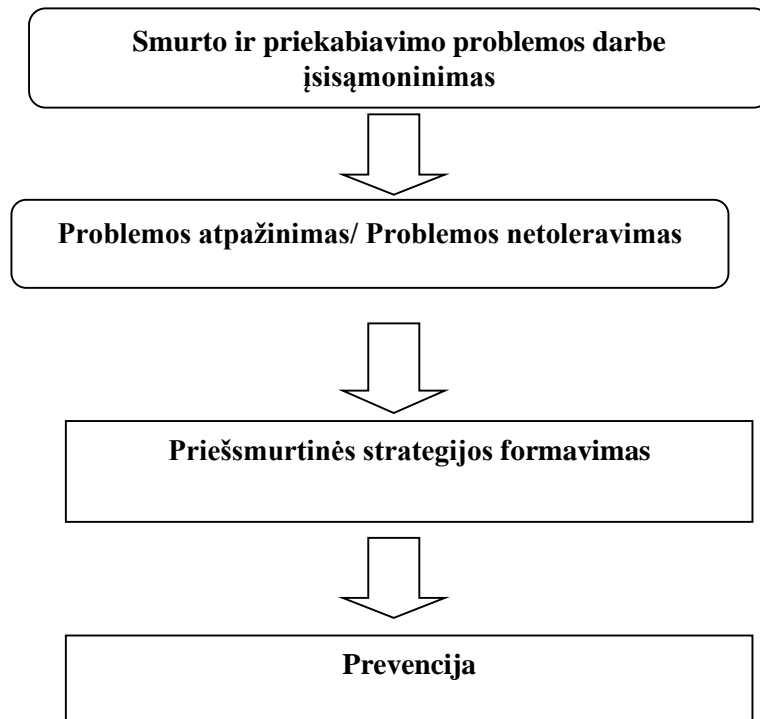 Smurto ir priekabiavimo problemos darbe
įsisąmoninimas
Problemos atpažinimas/ Problemos netoleravimas
Priešsmurtinės strategijos formavimas
Prevencija